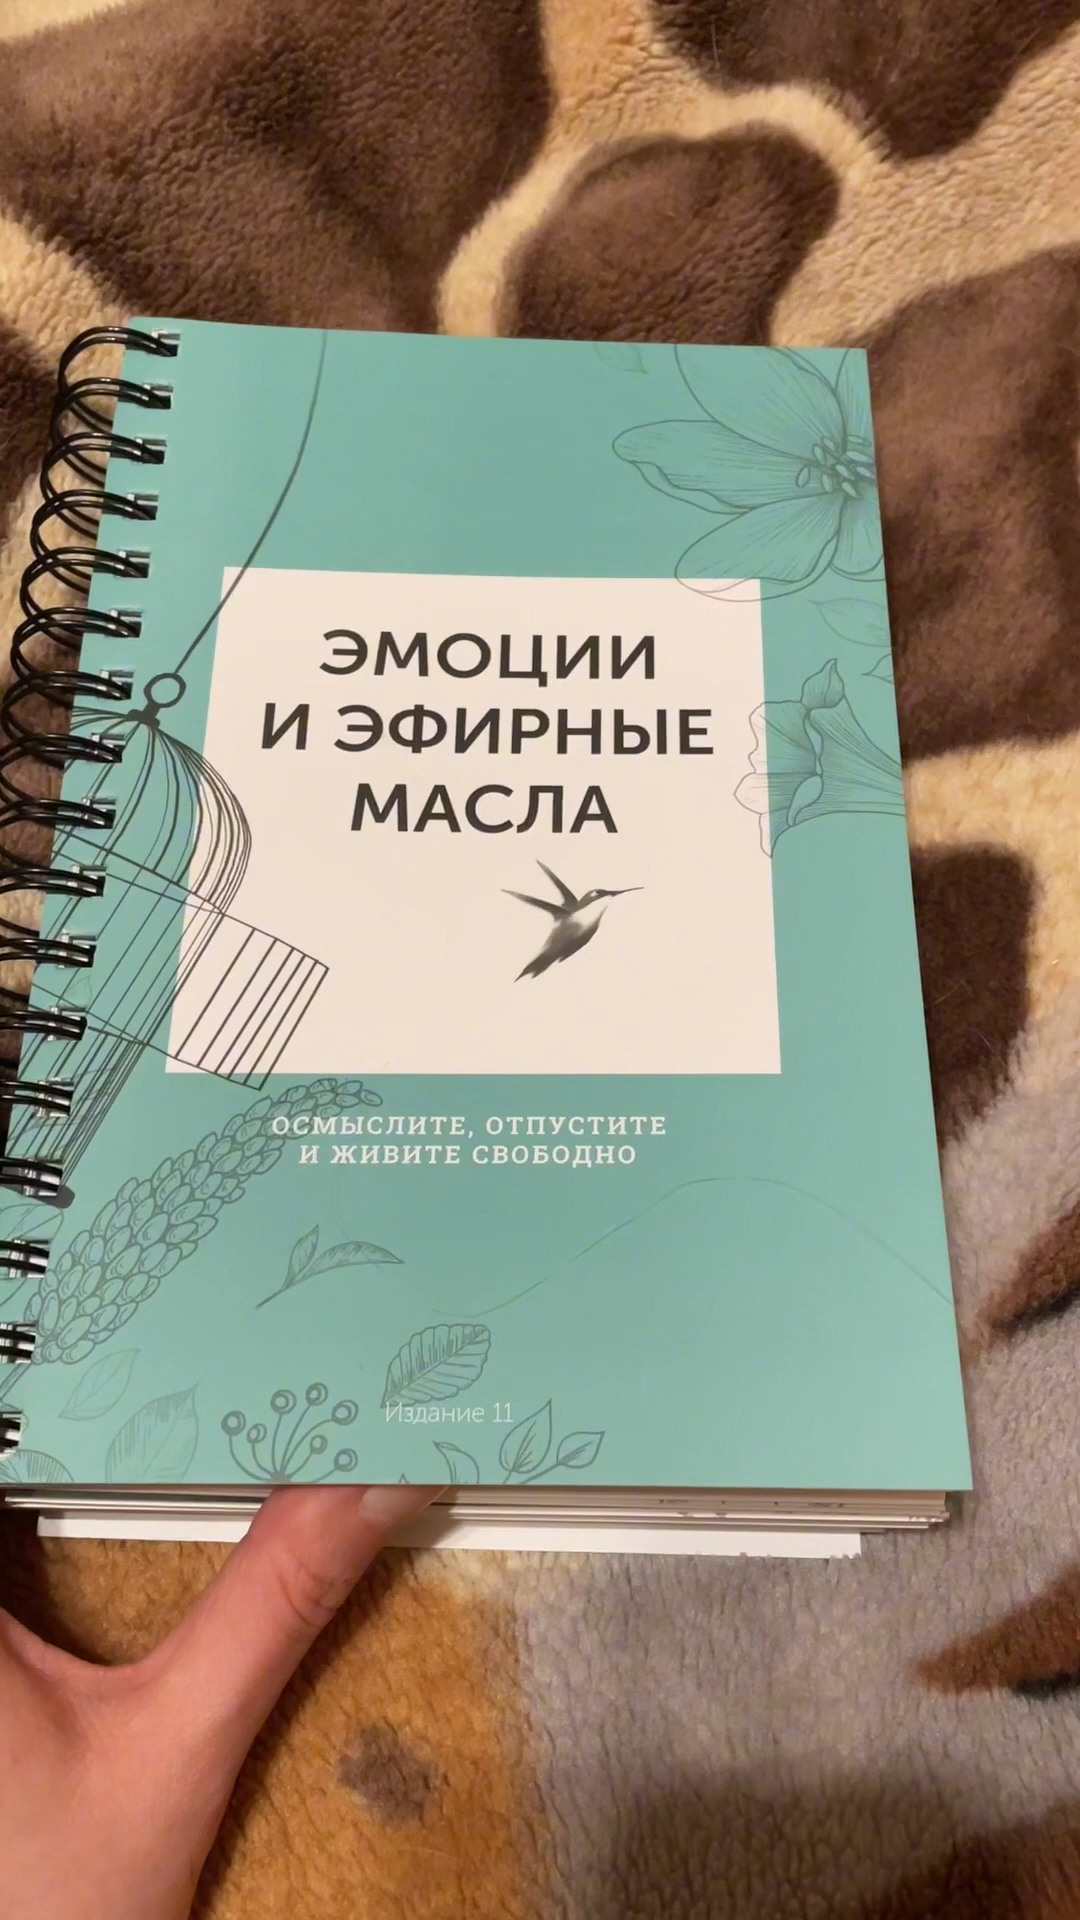 ЭМОЦИИ
И ЭФИРНЫЕ
МАСЛА
ОСМЫСЛИТЕ, ОТПУСТИТЕ
И ЖИВИТЕ СВОБОДНО
Издание 11